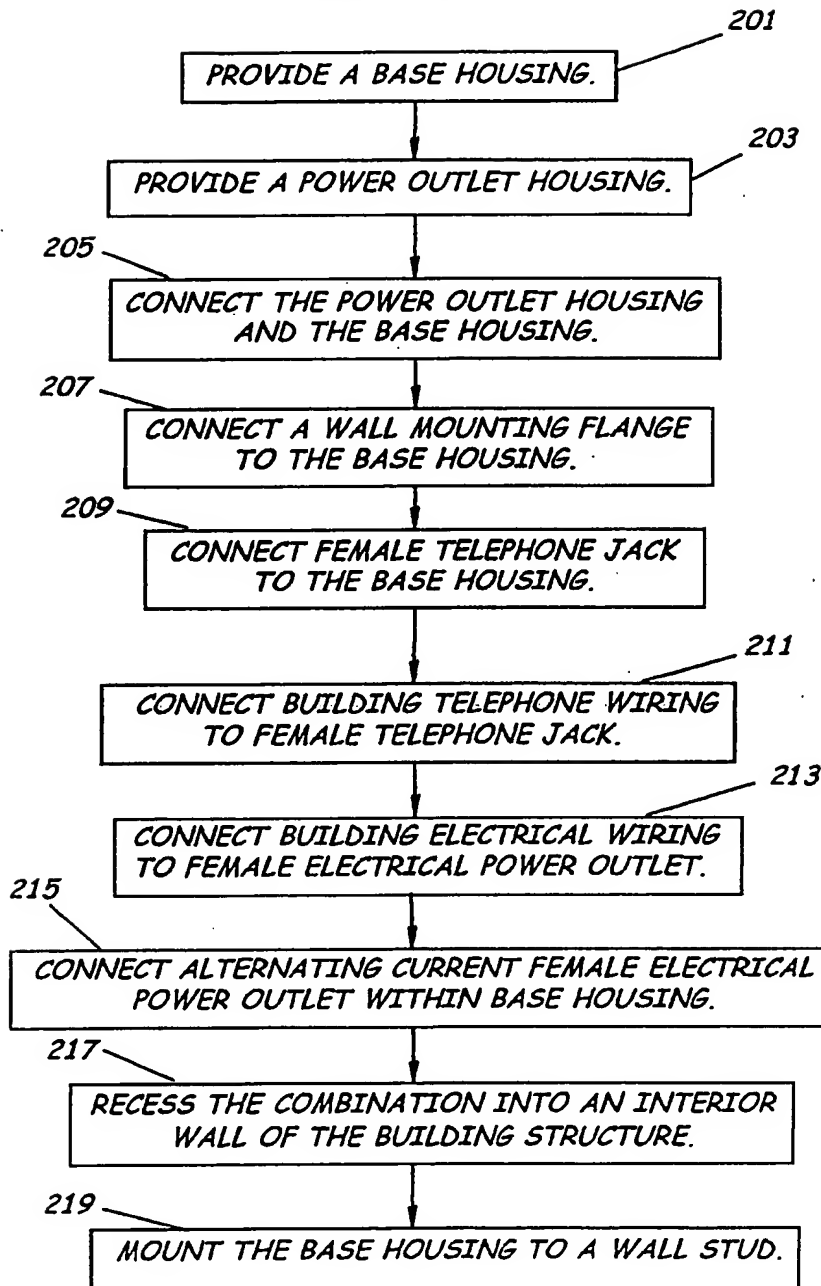 201
PROVIDE A BASE HOUSING.
203
PROVIDE A POWER OUTLET HOUSING.
205
CONNECT THE POWER OUTLET HOUSING
AND THE BASE HOUSING.
207
CONNECT A WALL MOUNTING FLANGE
TO THE BASE HOUSING.
209
CONNECT FEMALE TELEPHONE JACK
TO THE BASE HOUSING.
211
CONNECT BUILDING TELEPHONE WIRING
TO FEMALE TELEPHONE JACK.
213
CONNECT BUILDING ELECTRICAL WIRING
TO FEMALE ELECTRICAL POWER OUTLET.
215
CONNECT ALTERNATING CURRENT FEMALE ELECTRICAL
POWER OUTLET WITHIN BASE HOUSING.
217
RECESS THE COMBINATION INTO AN INTERIOR
WALL OF THE BUILDING STRUCTURE.
219
MOUNT THE BASE HOUSING TO A WALL STUD.